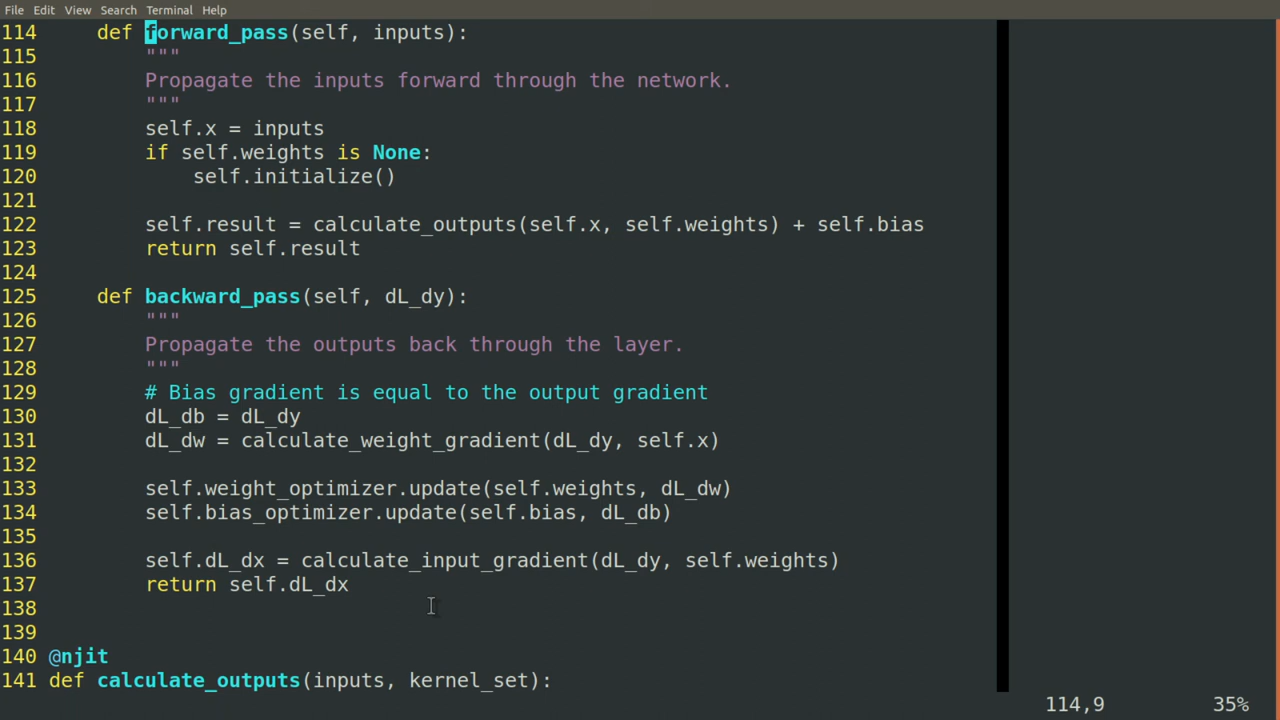 File Edit View Search Terminal Help
114     def forward_pass(self, inputs):
115         """
116         Propagate the inputs forward through the network.
117         """
118         self.x = inputs
119         if self.weights is None:
120             self.initialize()
121
122         self.result = calculate_outputs(self.x, self.weights) + self.bias
123         return self.result
124
125     def backward_pass(self, dL_dy):
126         """
127         Propagate the outputs back through the layer.
128         """
129         # Bias gradient is equal to the output gradient
130         dL_db = dL_dy
131         dL_dw = calculate_weight_gradient(dL_dy, self.x)
132
133         self.weight_optimizer.update(self.weights, dL_dw)
134         self.bias_optimizer.update(self.bias, dL_db)
135
136         self.dL_dx = calculate_input_gradient(dL_dy, self.weights)
137         return self.dL_dx
138
139
140 @njit
141 def calculate_outputs(inputs, kernel_set):
114,9 35%